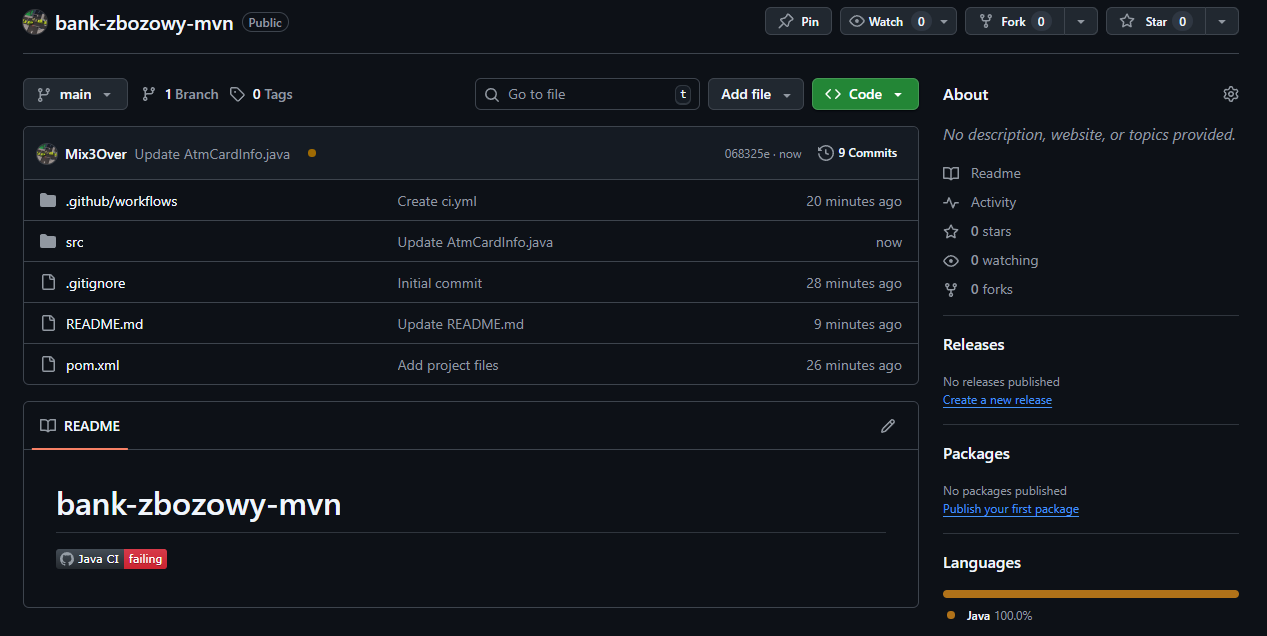 bank-zbozowy-mvn Public
Pin Watch 0 Fork 0 Star 0
main 1 Branch 0 Tags Go to file t Add file Code
Mix3Over Update AtmCardInfo.java 068325e · now 9 Commits
.github/workflows Create ci.yml 20 minutes ago
src Update AtmCardInfo.java now
.gitignore Initial commit 28 minutes ago
README.md Update README.md 9 minutes ago
pom.xml Add project files 26 minutes ago
README
bank-zbozowy-mvn
Java CI failing
About
No description, website, or topics provided.
Readme
Activity
0 stars
0 watching
0 forks
Releases
No releases published
Create a new release
Packages
No packages published
Publish your first package
Languages
Java 100.0%